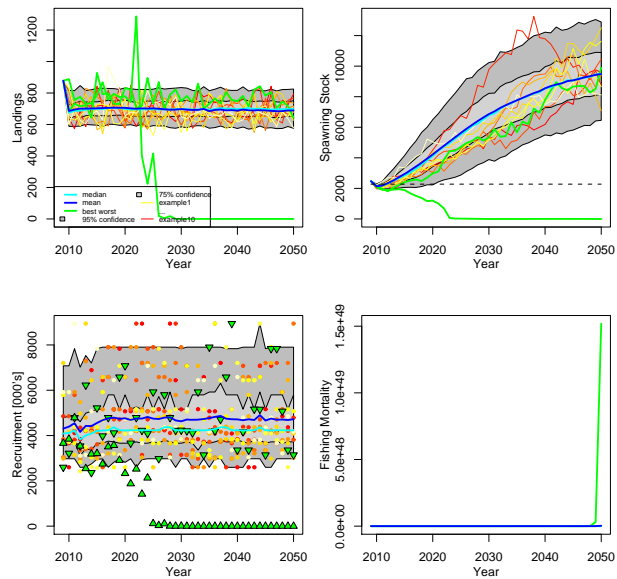 Landings
0
200
400
600
800
1200
median
mean
best worst
95% confidence
75% confidence
example1
...
example10
2010
2020
2030
2040
2050
Year
Spawning Stock
0
2000
6000
10000
2010
2020
2030
2040
2050
Year
Recruitment [000's]
0
2000
4000
6000
8000
2010
2020
2030
2040
2050
Year
Fishing Mortality
0.0e+00
5.0e+48
1.0e+49
1.5e+49
2010
2020
2030
2040
2050
Year